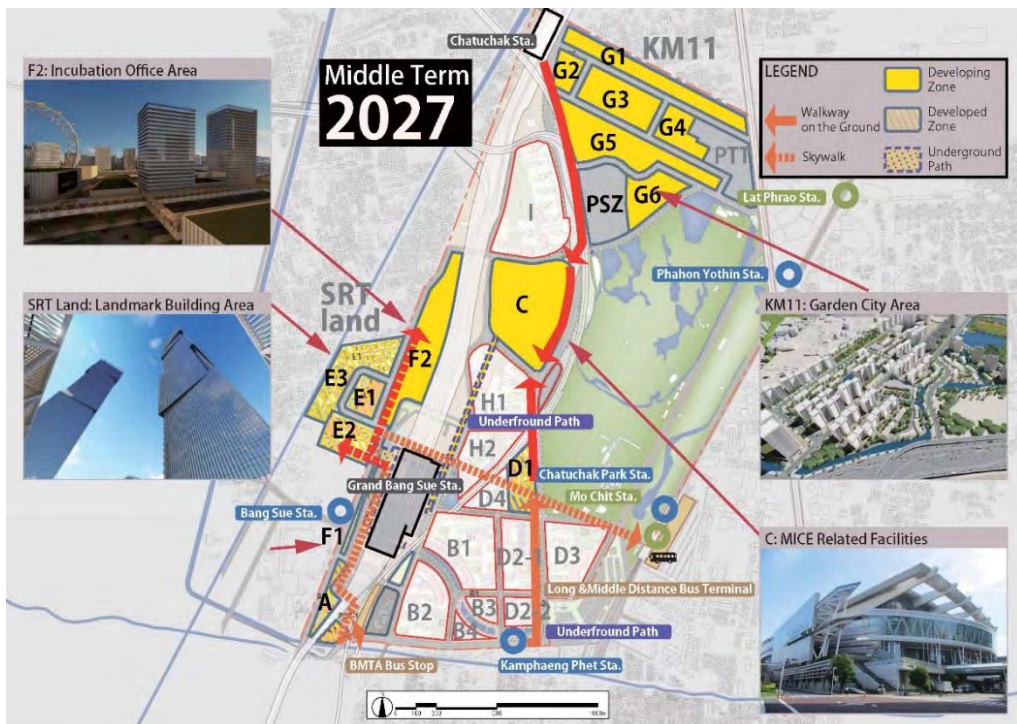 F2: Incubation Office Area
SRT Land: Landmark Building Area
Middle Term
2027
Chatuchak Sta.
KM11
G1
G2
G3
G4
G5
PTT
PSZ
G6
I
C
SRT
land
F2
E3
E1
E2
H1
Underfround Path
H2
D1
Grand Bang Sue Sta.
Chatuchak Park Sta.
Mo Chit Sta.
D4
Bang Sue Sta.
F1
A
B1
D2-1
D3
Long &Middle Distance Bus Terminal
B2
B3
D2-2
B4
Underfround Path
BMTA Bus Stop
Kamphaeng Phet Sta.
LEGEND
Walkway
on the Ground
Skywalk
Developing
Zone
Developed
Zone
Underground
Path
Lat Phrao Sta.
Phahon Yothin Sta.
KM11: Garden City Area
C: MICE Related Facilities